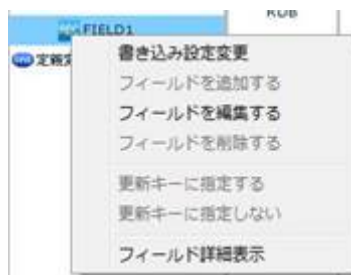 RDB
FIELD1
書き込み設定変更
フィールドを追加する
フィールドを編集する
フィールドを削除する
更新キーに指定する
更新キーに指定しない
フィールド詳細表示